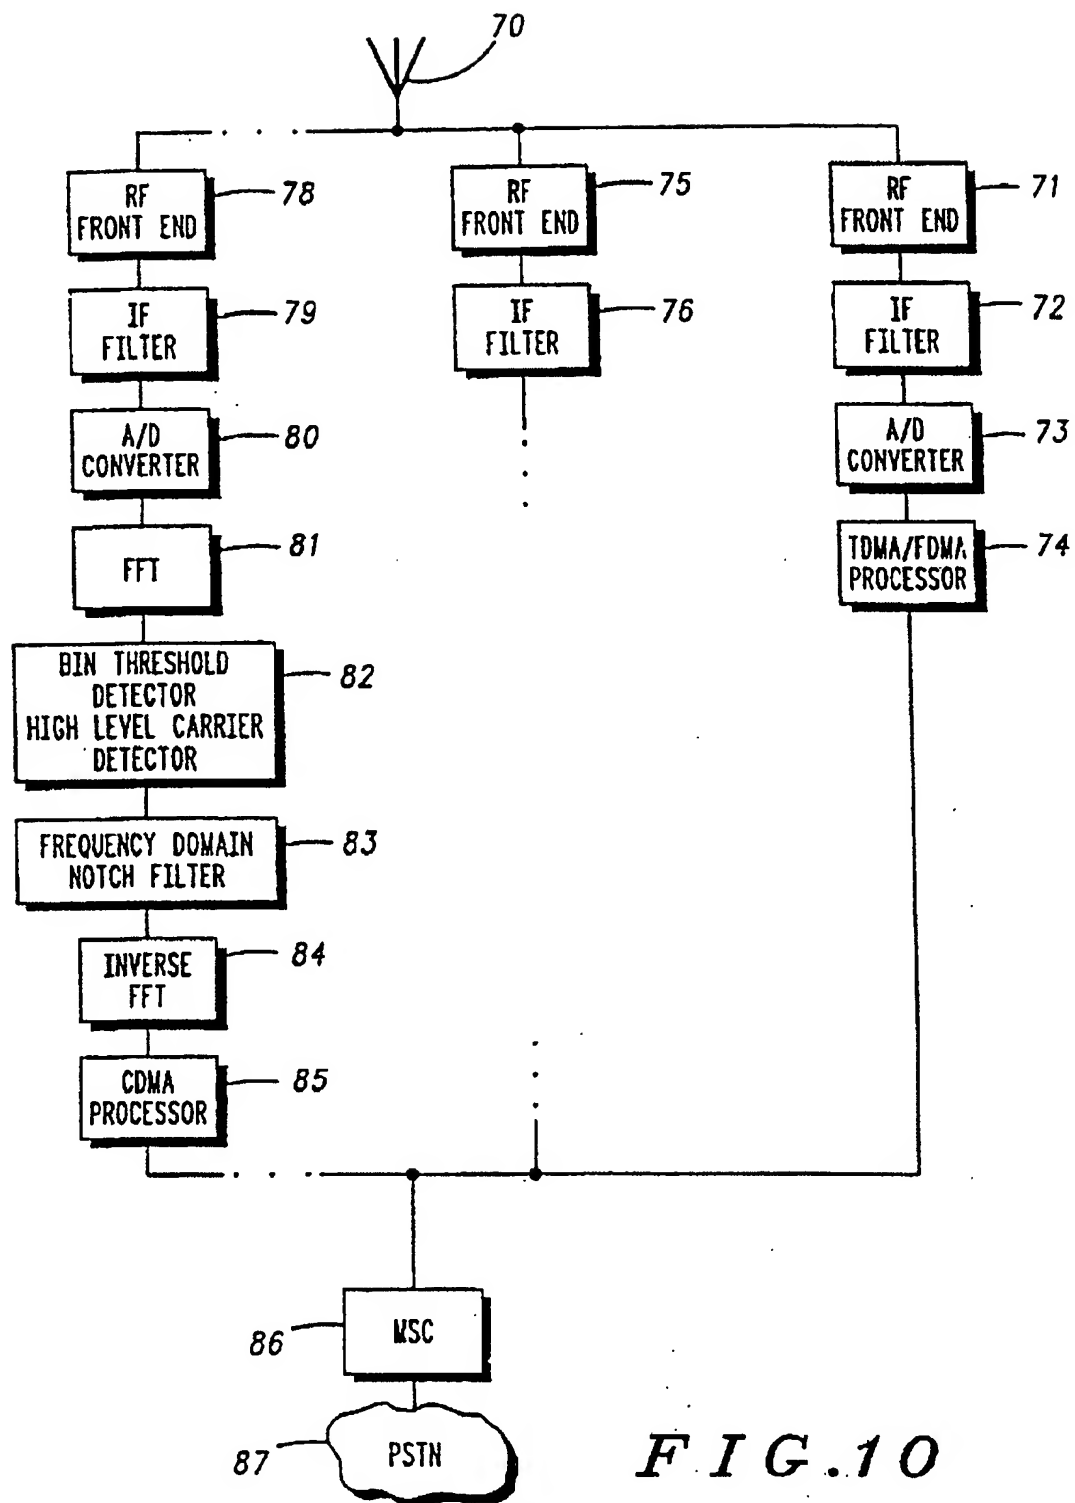 70
RF
FRONT END
78
RF
FRONT END
75
RF
FRONT END
71
IF
FILTER
79
IF
FILTER
76
IF
FILTER
72
A/D
CONVERTER
80
A/D
CONVERTER
73
FFT
81
TDMA/FDMA
PROCESSOR
74
BIN THRESHOLD
DETECTOR
HIGH LEVEL CARRIER
DETECTOR
82
FREQUENCY DOMAIN
NOTCH FILTER
83
INVERSE
FFT
84
CDMA
PROCESSOR
85
MSC
86
PSTN
87
FIG.10